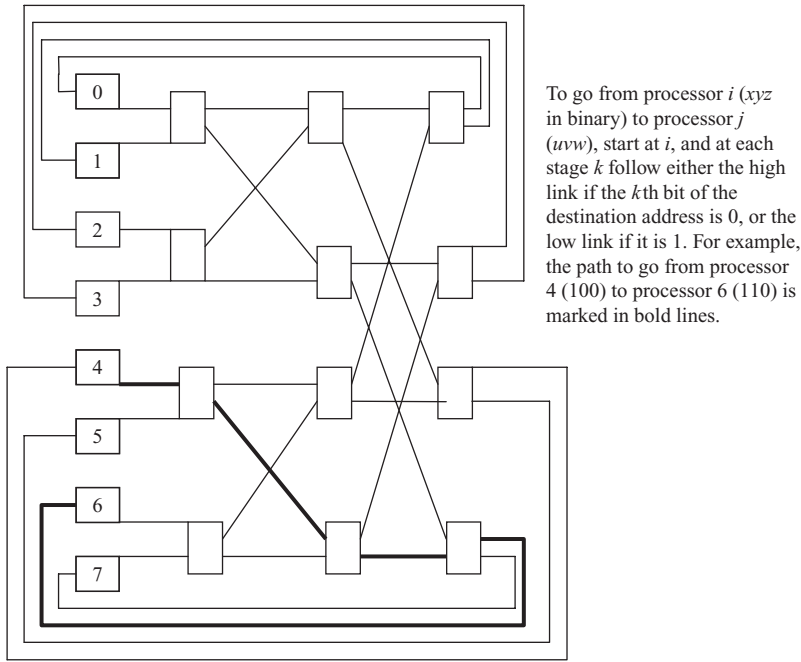 0
1
2
3
4
5
6
7
To go from processor i (xyz
in binary) to processor j
(uvw), start at i, and at each
stage k follow either the high
link if the kth bit of the
destination address is 0, or the
low link if it is 1. For example,
the path to go from processor
4 (100) to processor 6 (110) is
marked in bold lines.